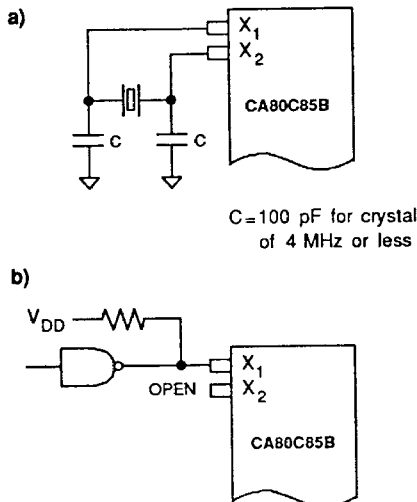 a)
X1
X2
CA80C85B
C
C
C=100 pF for crystal
of 4 MHz or less
b)
VDD
X1
OPEN
X2
CA80C85B